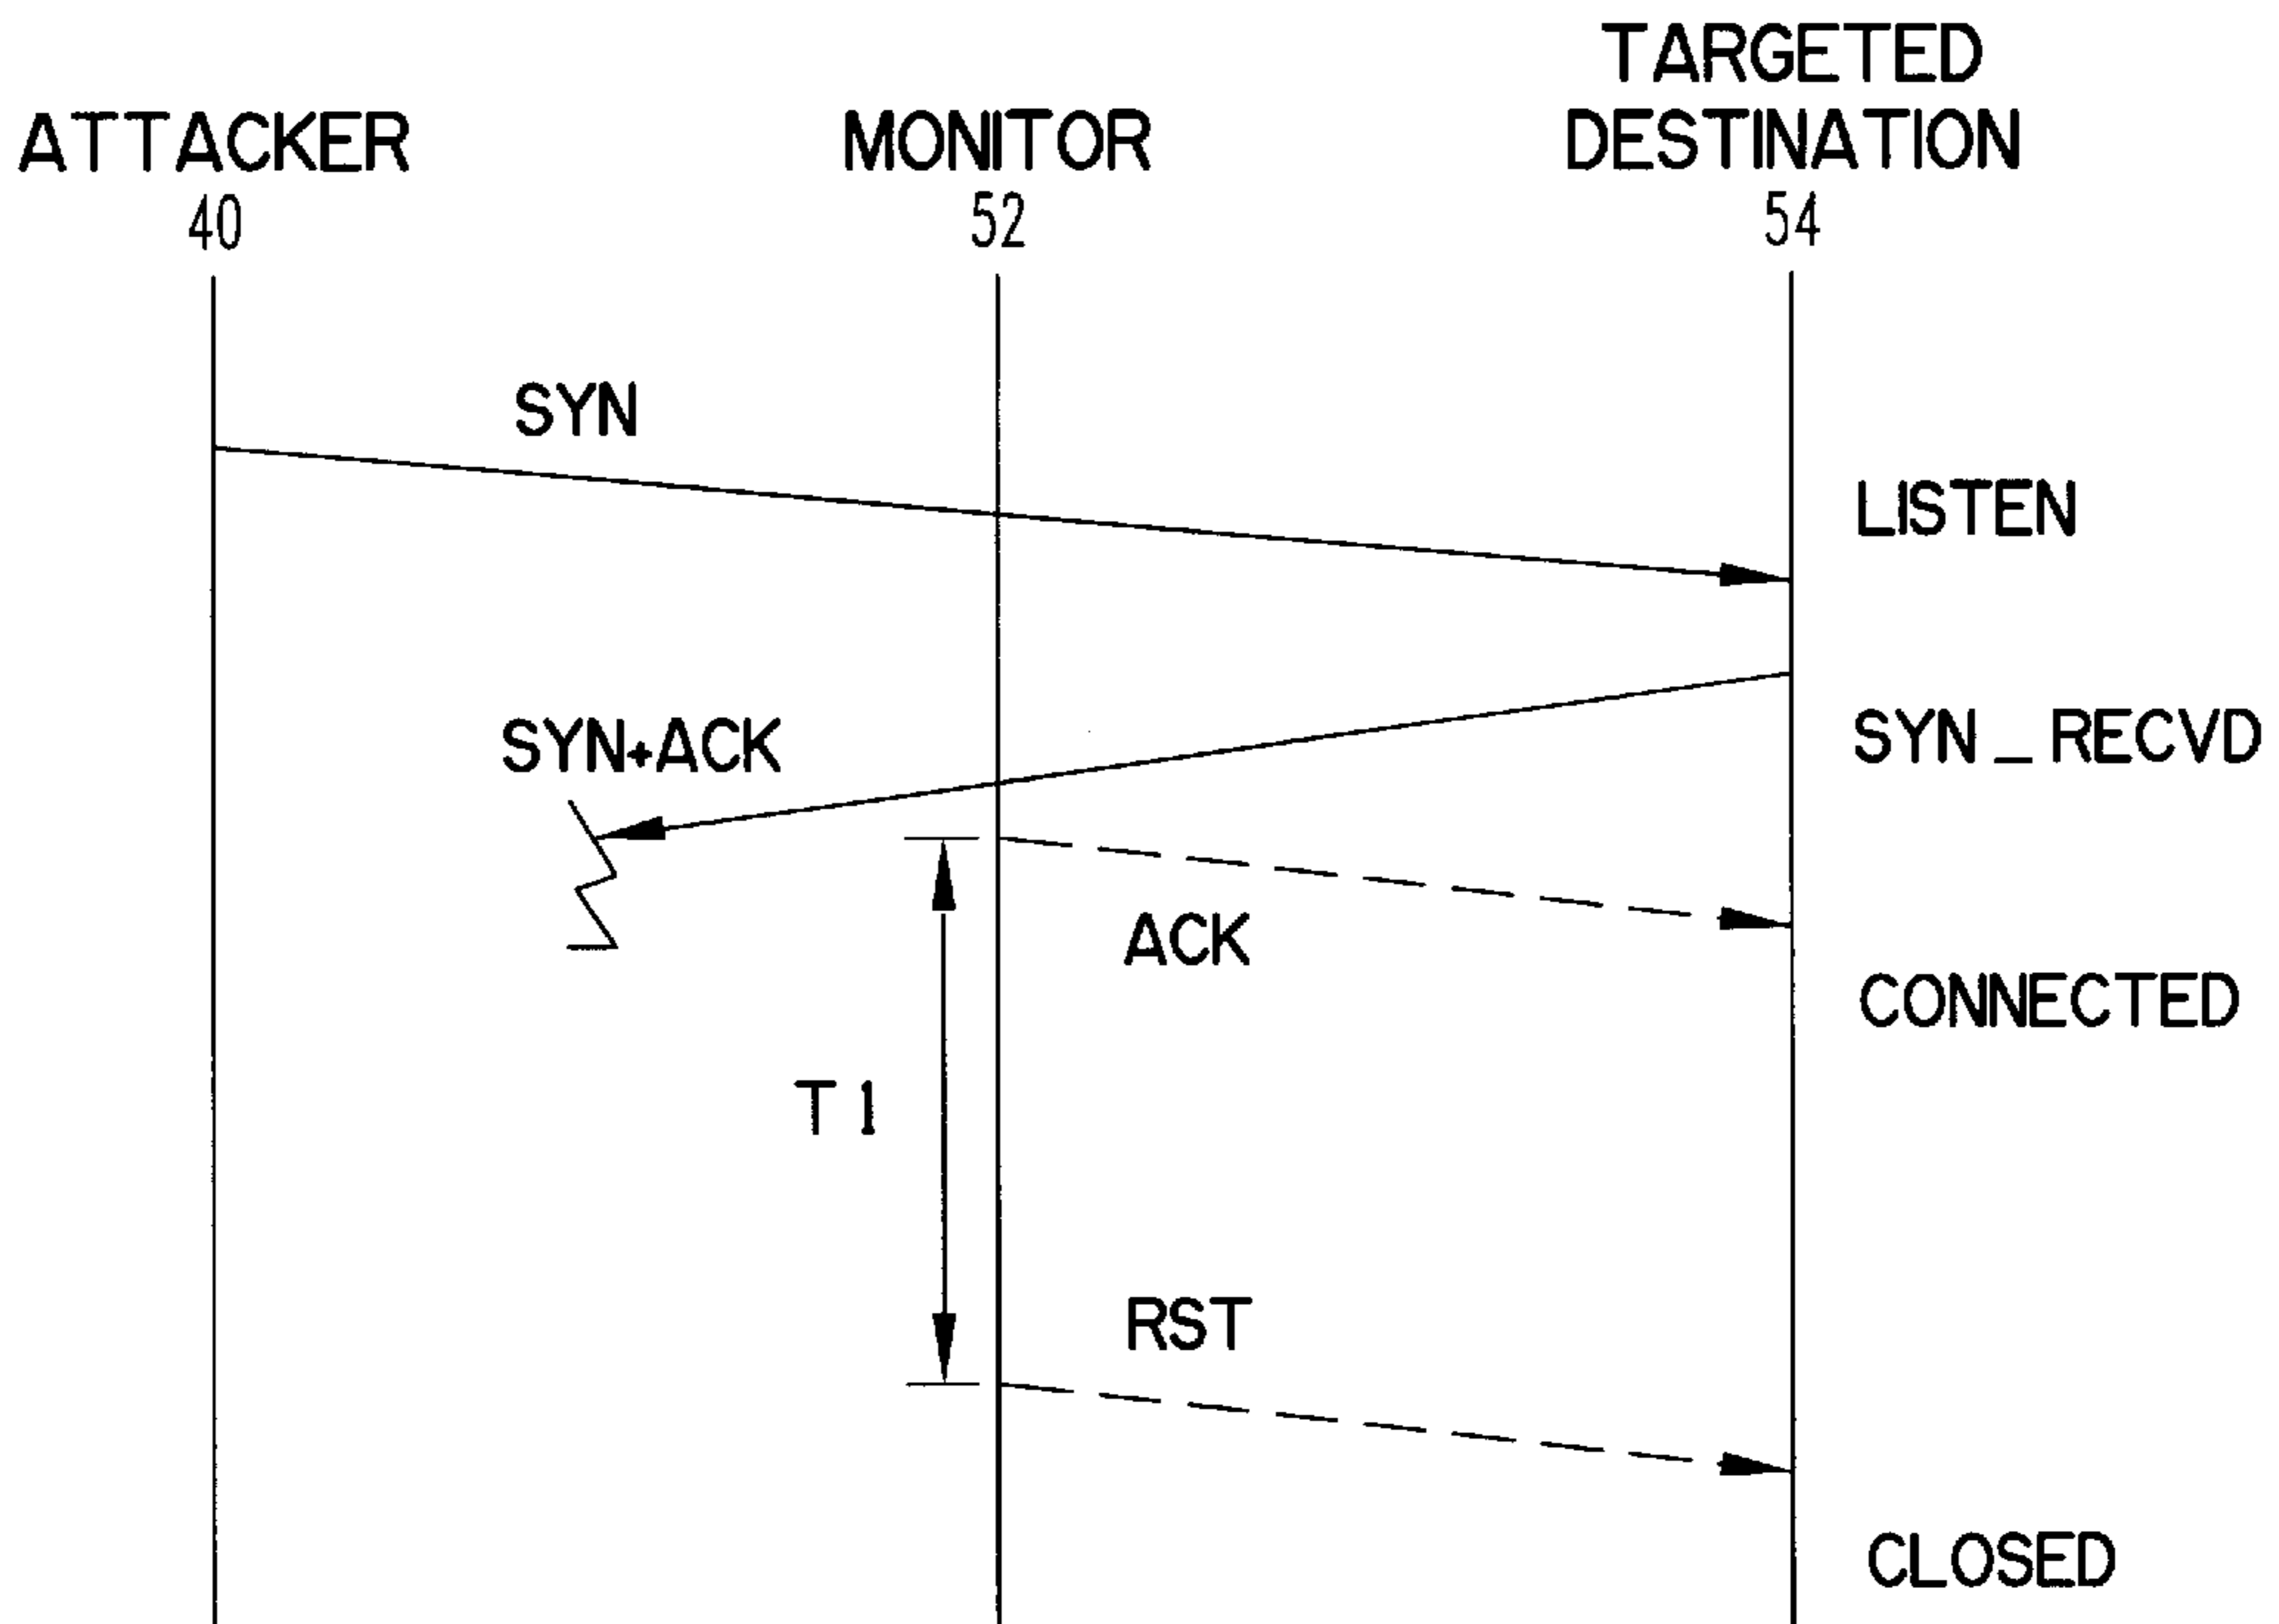 TARGETED
ATTACKER MONITOR DESTINATION
40 52 54
SYN
LISTEN
SYN+ACK SYN_RECVD
ACK
CONNECTED
T1
RST
CLOSED